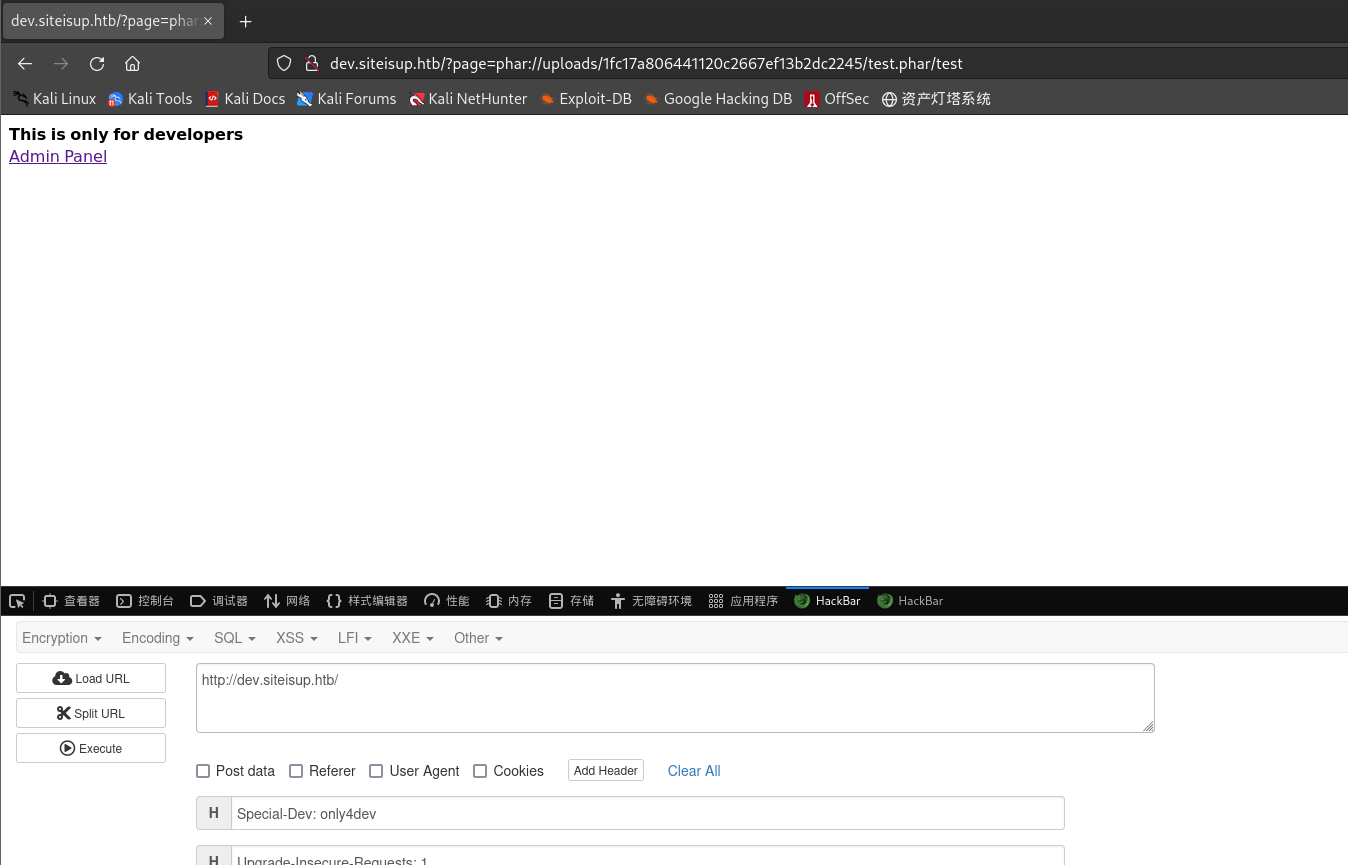 dev.siteisup.htb/?page=phar
dev.siteisup.htb/?page=phar://uploads/1fc17a806441120c2667ef13b2dc2245/test.phar/test
Kali Linux Kali Tools Kali Docs Kali Forums Kali NetHunter Exploit-DB Google Hacking DB OffSec 资产灯塔系统
This is only for developers
Admin Panel
查看器 控制台 调试器 网络 样式编辑器 性能 内存 存储 无障碍环境 应用程序 HackBar HackBar
Encryption Encoding SQL XSS LFI XXE Other
Load URL
http://dev.siteisup.htb/
Split URL
Execute
Post data Referer User Agent Cookies Add Header Clear All
H Special-Dev: only4dev
H Upgrade-Insecure-Requests: 1